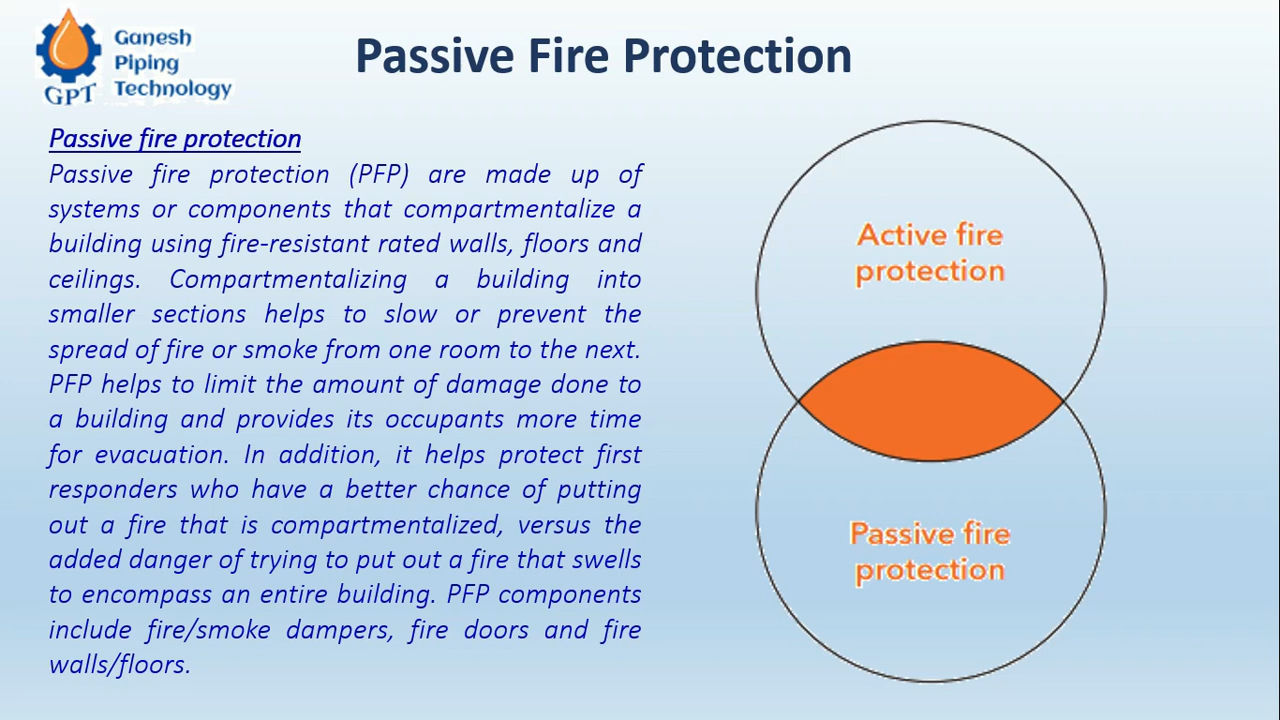 Ganesh
Piping
Technology
GPT
Passive Fire Protection
Passive fire protection
Passive fire protection (PFP) are made up of
systems or components that compartmentalize a
building using fire-resistant rated walls, floors and
ceilings. Compartmentalizing a building into
smaller sections helps to slow or prevent the
spread of fire or smoke from one room to the next.
PFP helps to limit the amount of damage done to
a building and provides its occupants more time
for evacuation. In addition, it helps protect first
responders who have a better chance of putting
out a fire that is compartmentalized, versus the
added danger of trying to put out a fire that swells
to encompass an entire building. PFP components
include fire/smoke dampers, fire doors and fire
walls/floors.
Active fire
protection
Passive fire
protection